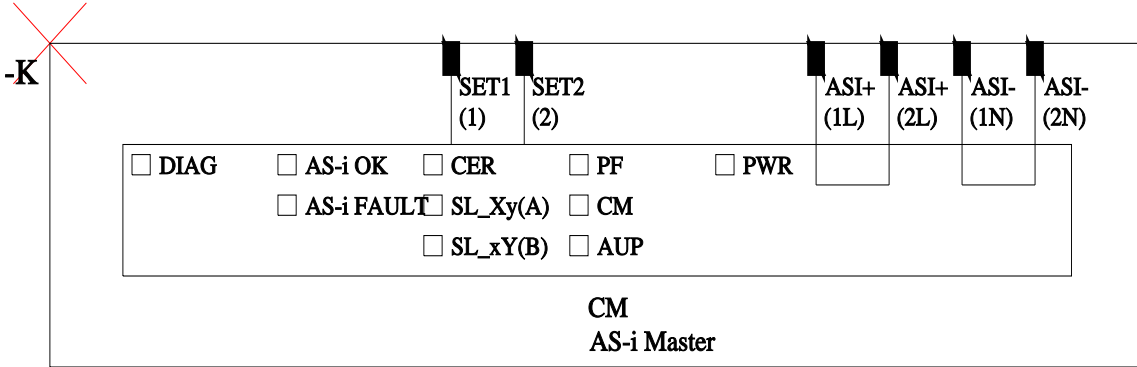 -K
SET1 SET2 ASI+ ASI+ ASI- ASI-
(1) (2) (1L) (2L) (1N) (2N)
DIAG AS-i OK CER PF PWR
AS-i FAULT SL_Xy(A) CM
SL_xY(B) AUP
CM
AS-i Master